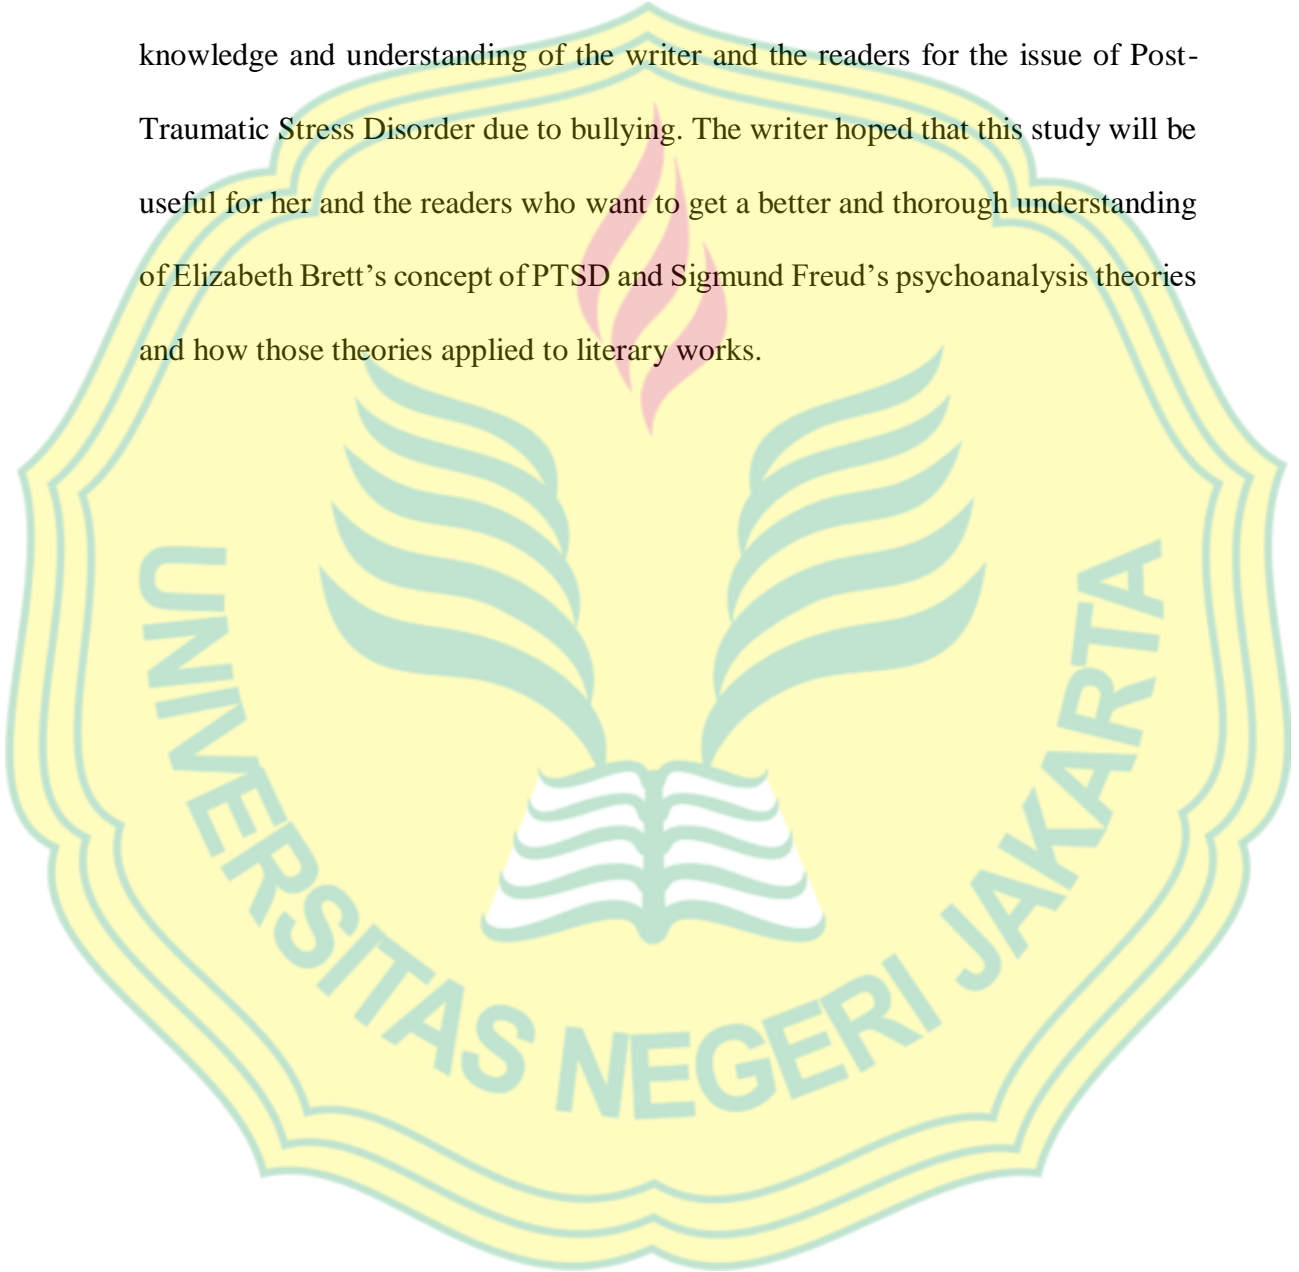 knowledge and understanding of the writer and the readers for the issue of Post-
Traumatic Stress Disorder due to bullying. The writer hoped that this study will be
useful for her and the readers who want to get a better and thorough understanding
of Elizabeth Brett’s concept of PTSD and Sigmund Freud’s psychoanalysis theories
and how those theories applied to literary works.
UNIVERSITAS NEGERI JAKARTA